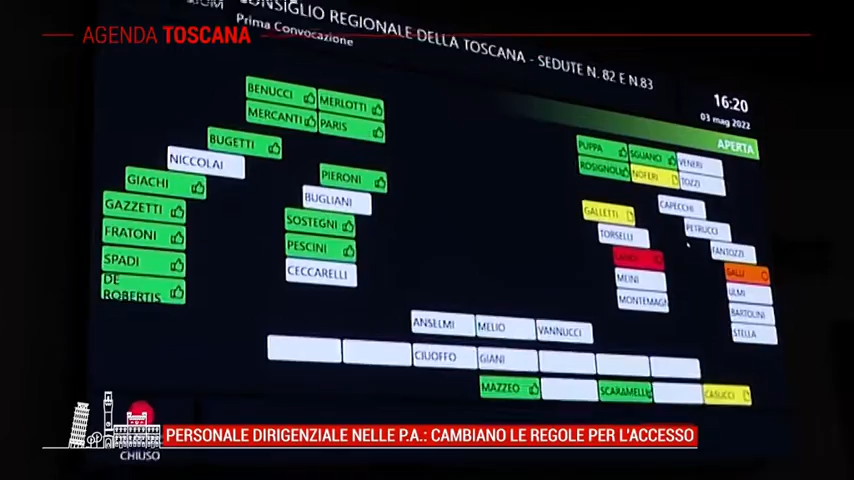 AGENDA TOSCANA
CONSIGLIO REGIONALE DELLA TOSCANA - SEDUTE N. 82 E N.83
Prima Convocazione
16:20
03 mag 2022
APERTA
BENUCCI MERLOTTI
MERCANTI PARIS
BUGETTI
NICCOLAI
GIACHI
GAZZETTI
FRATONI
SPADI
DE ROBERTIS
PIERONI
BUGLIANI
SOSTEGNI
PESCINI
CECCARELLI
PUPPA SGUANCI VENERI
ROSIGNOLI NOFERI TOZZI
CAPECCHI
GALLETTI
PETRUCCI
TORSELLI
FANTOZZI
LANDI
MEINI
MONTEMAGN
ULMI
BARTOLINI
STELLA
ANSELMI MELIO VANNUCCI
CIUOFFO GIANI
MAZZEO SCARAMELLI CASUCCI
PERSONALE DIRIGENZIALE NELLE P.A.: CAMBIANO LE REGOLE PER L'ACCESSO
CHIUSO